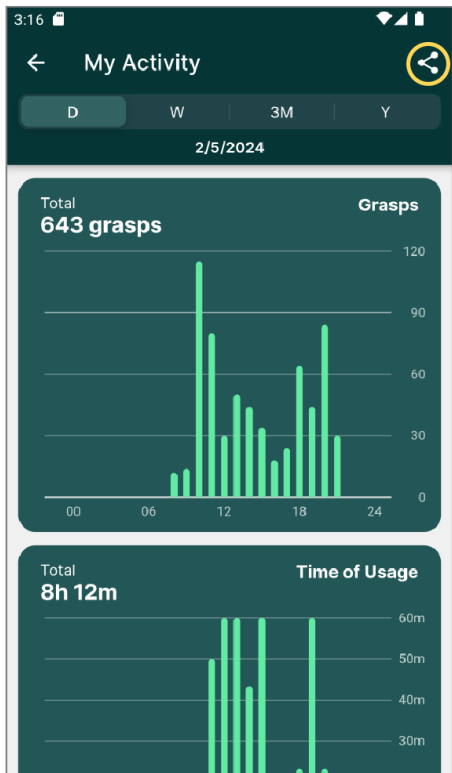 3:16
My Activity
D W 3M Y
2/5/2024
Total Grasps
643 grasps
120
90
60
30
0
00 06 12 18 24
Total Time of Usage
8h 12m
60m
50m
40m
30m